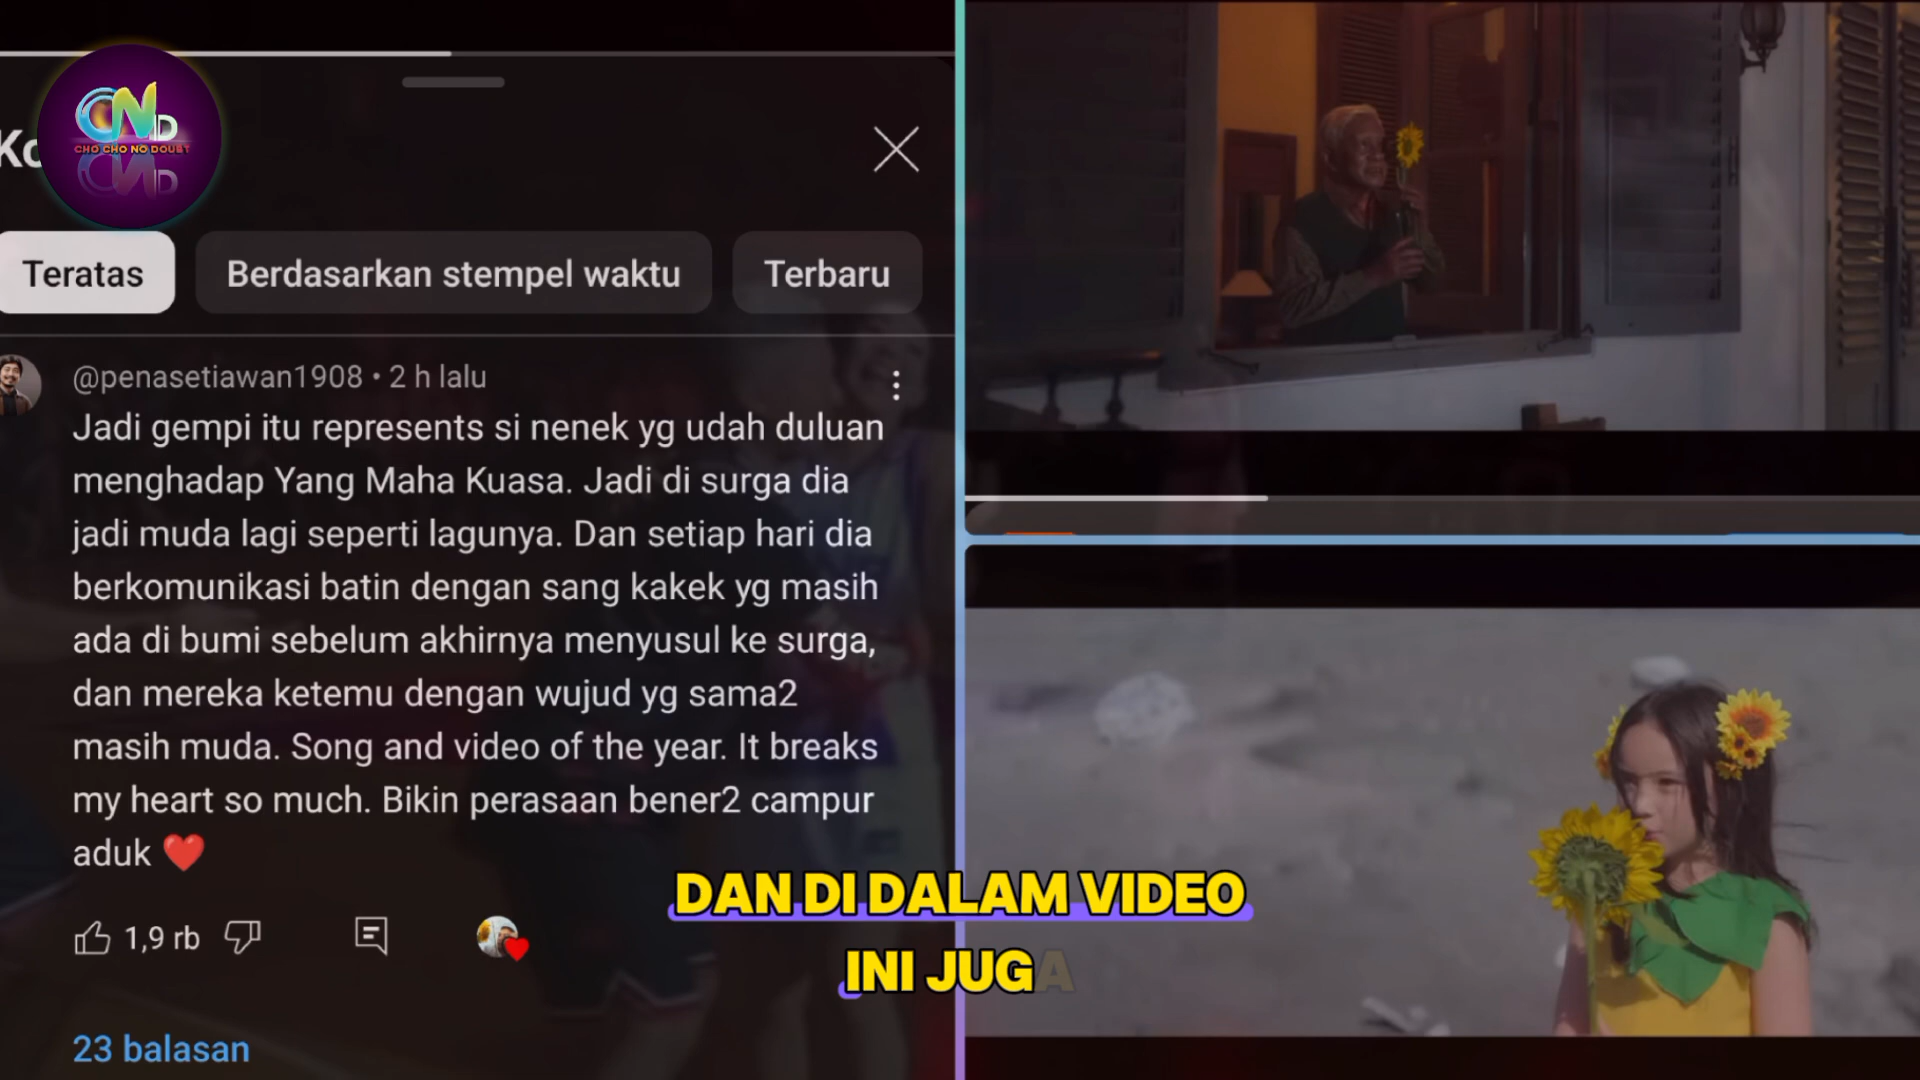 CND
CHO CHO NO DOUBT
Ko
Teratas
Berdasarkan stempel waktu
Terbaru
@penasetiawan1908 • 2 h lalu
Jadi gempi itu represents si nenek yg udah duluan
menghadap Yang Maha Kuasa. Jadi di surga dia
jadi muda lagi seperti lagunya. Dan setiap hari dia
berkomunikasi batin dengan sang kakek yg masih
ada di bumi sebelum akhirnya menyusul ke surga,
dan mereka ketemu dengan wujud yg sama2
masih muda. Song and video of the year. It breaks
my heart so much. Bikin perasaan bener2 campur
aduk ❤️
1,9 rb
23 balasan
DAN DI DALAM VIDEO
INI JUGA